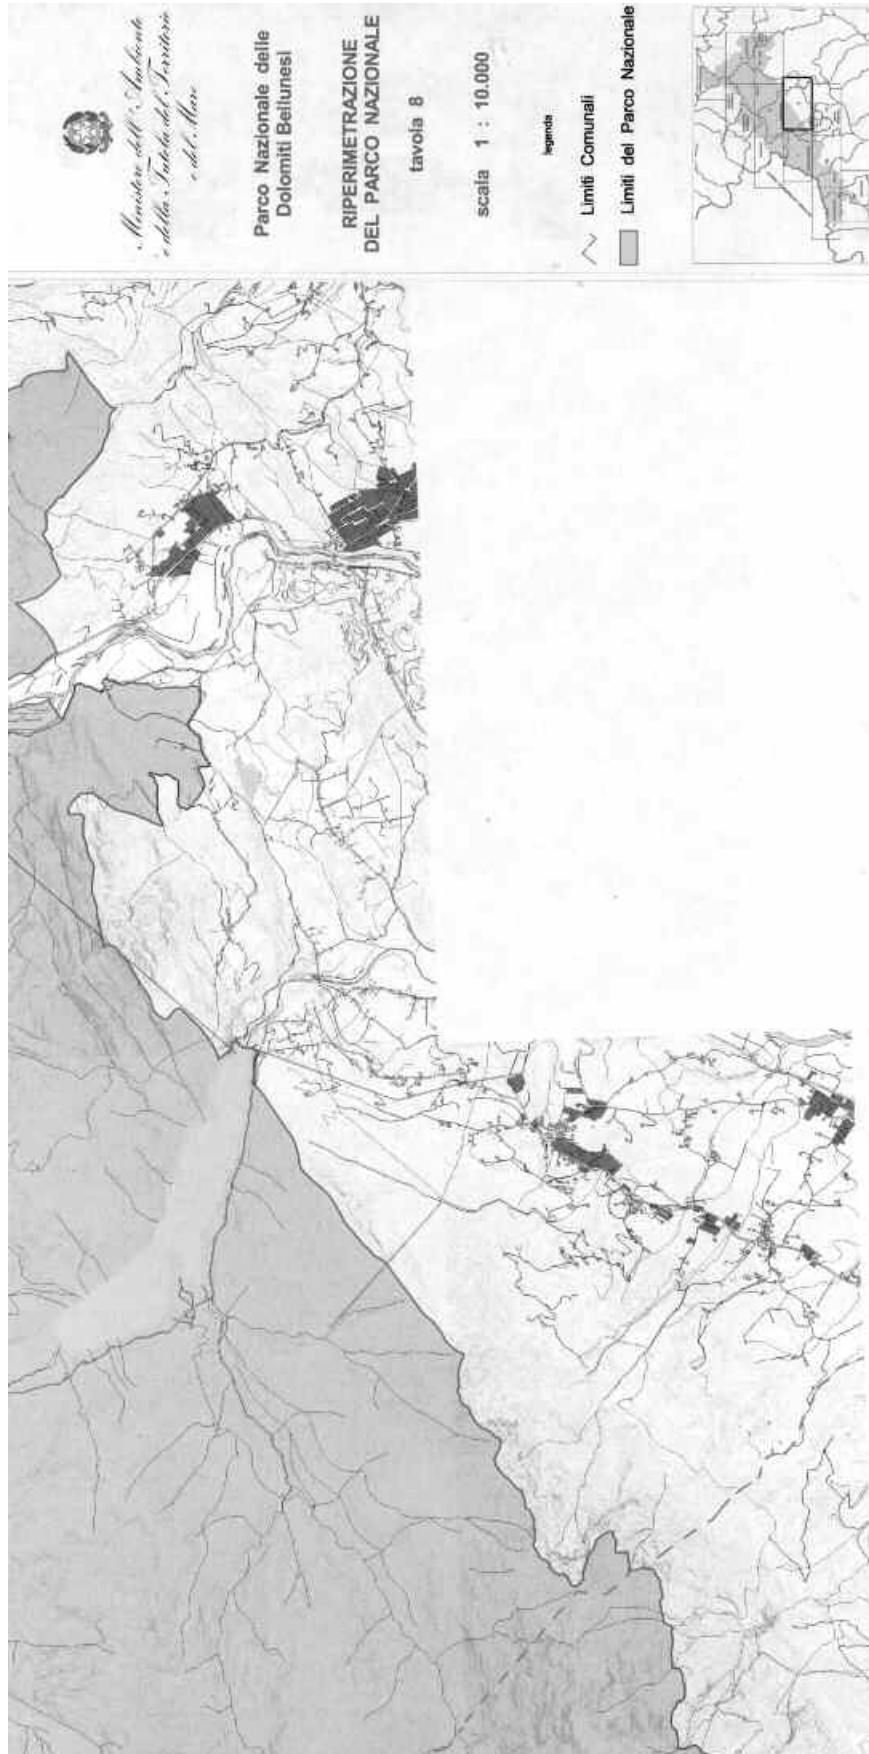 Ministero dell'Ambiente
e della Tutela del Territorio
e del Mare
Parco Nazionale delle
Dolomiti Bellunesi
RIPERIMETRAZIONE
DEL PARCO NAZIONALE
tavola 8
scala 1 : 10.000
legenda
Limiti Comunali
Limiti del Parco Nazionale